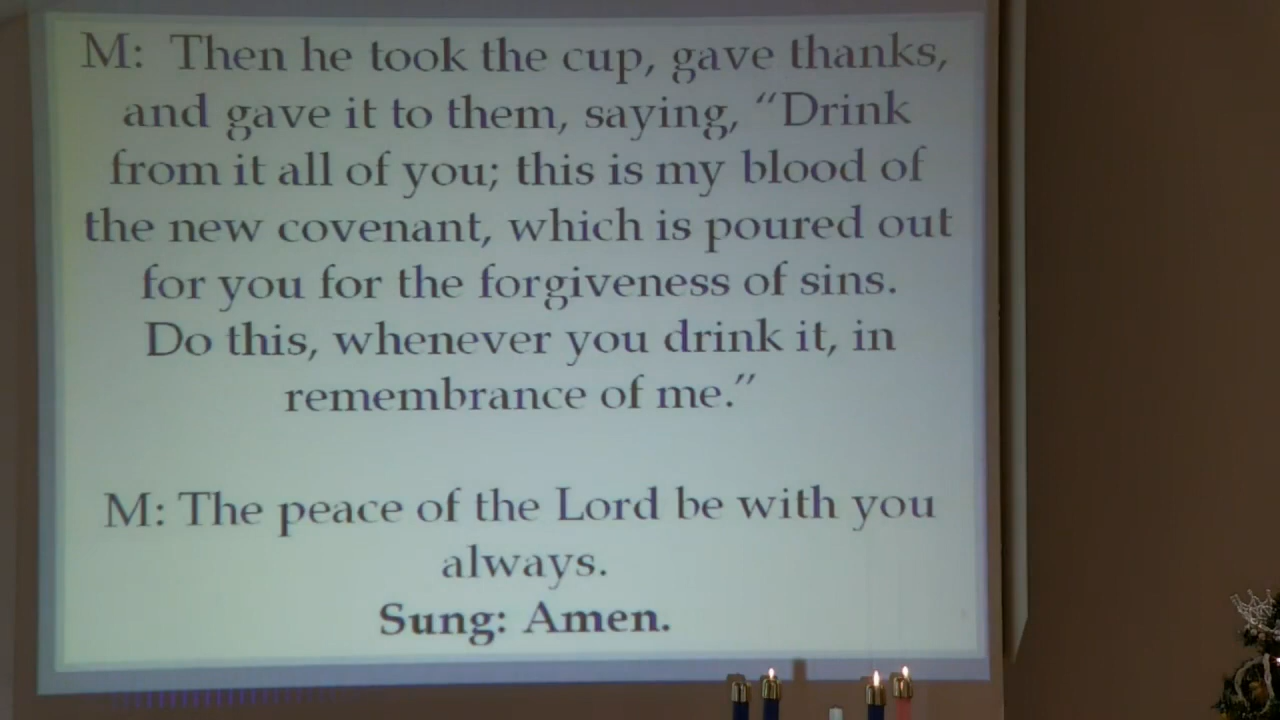 M: Then he took the cup, gave thanks,
and gave it to them, saying, “Drink
from it all of you; this is my blood of
the new covenant, which is poured out
for you for the forgiveness of sins.
Do this, whenever you drink it, in
remembrance of me.”
M: The peace of the Lord be with you
always.
Sung: Amen.